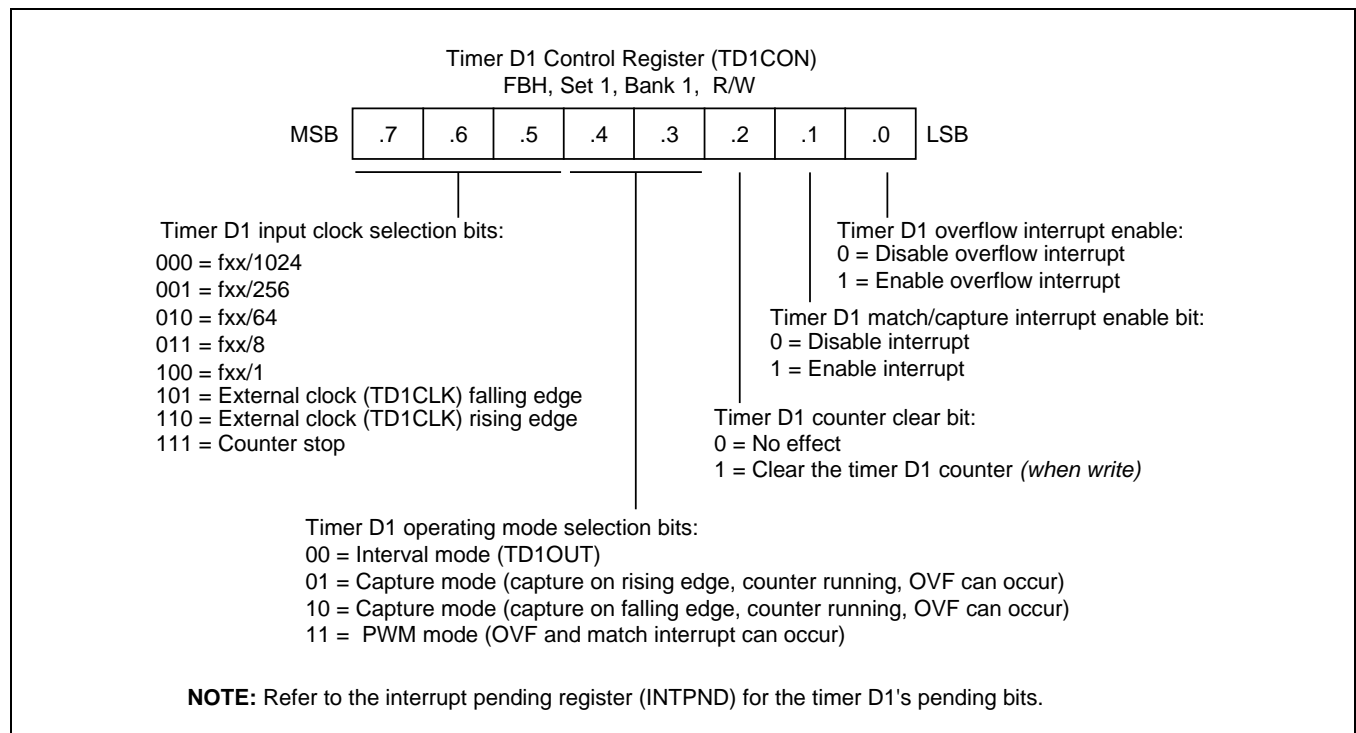 Timer D1 Control Register (TD1CON)
FBH, Set 1, Bank 1, R/W
MSB .7 .6 .5 .4 .3 .2 .1 .0 LSB
Timer D1 input clock selection bits:
000 = fxx/1024
001 = fxx/256
010 = fxx/64
011 = fxx/8
100 = fxx/1
101 = External clock (TD1CLK) falling edge
110 = External clock (TD1CLK) rising edge
111 = Counter stop
Timer D1 overflow interrupt enable:
0 = Disable overflow interrupt
1 = Enable overflow interrupt
Timer D1 match/capture interrupt enable bit:
0 = Disable interrupt
1 = Enable interrupt
Timer D1 counter clear bit:
0 = No effect
1 = Clear the timer D1 counter (when write)
Timer D1 operating mode selection bits:
00 = Interval mode (TD1OUT)
01 = Capture mode (capture on rising edge, counter running, OVF can occur)
10 = Capture mode (capture on falling edge, counter running, OVF can occur)
11 = PWM mode (OVF and match interrupt can occur)
NOTE: Refer to the interrupt pending register (INTPND) for the timer D1's pending bits.